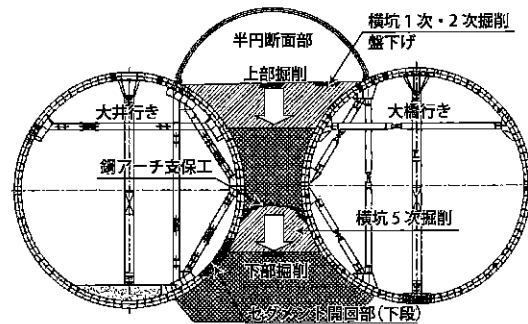 横坑1次・2次掘削
盤下げ
半円断面部
上部掘削
大井行き
大橋行き
鋼アーチ支保工
横坑5次掘削
下部掘削
セグメント開口部(下段)